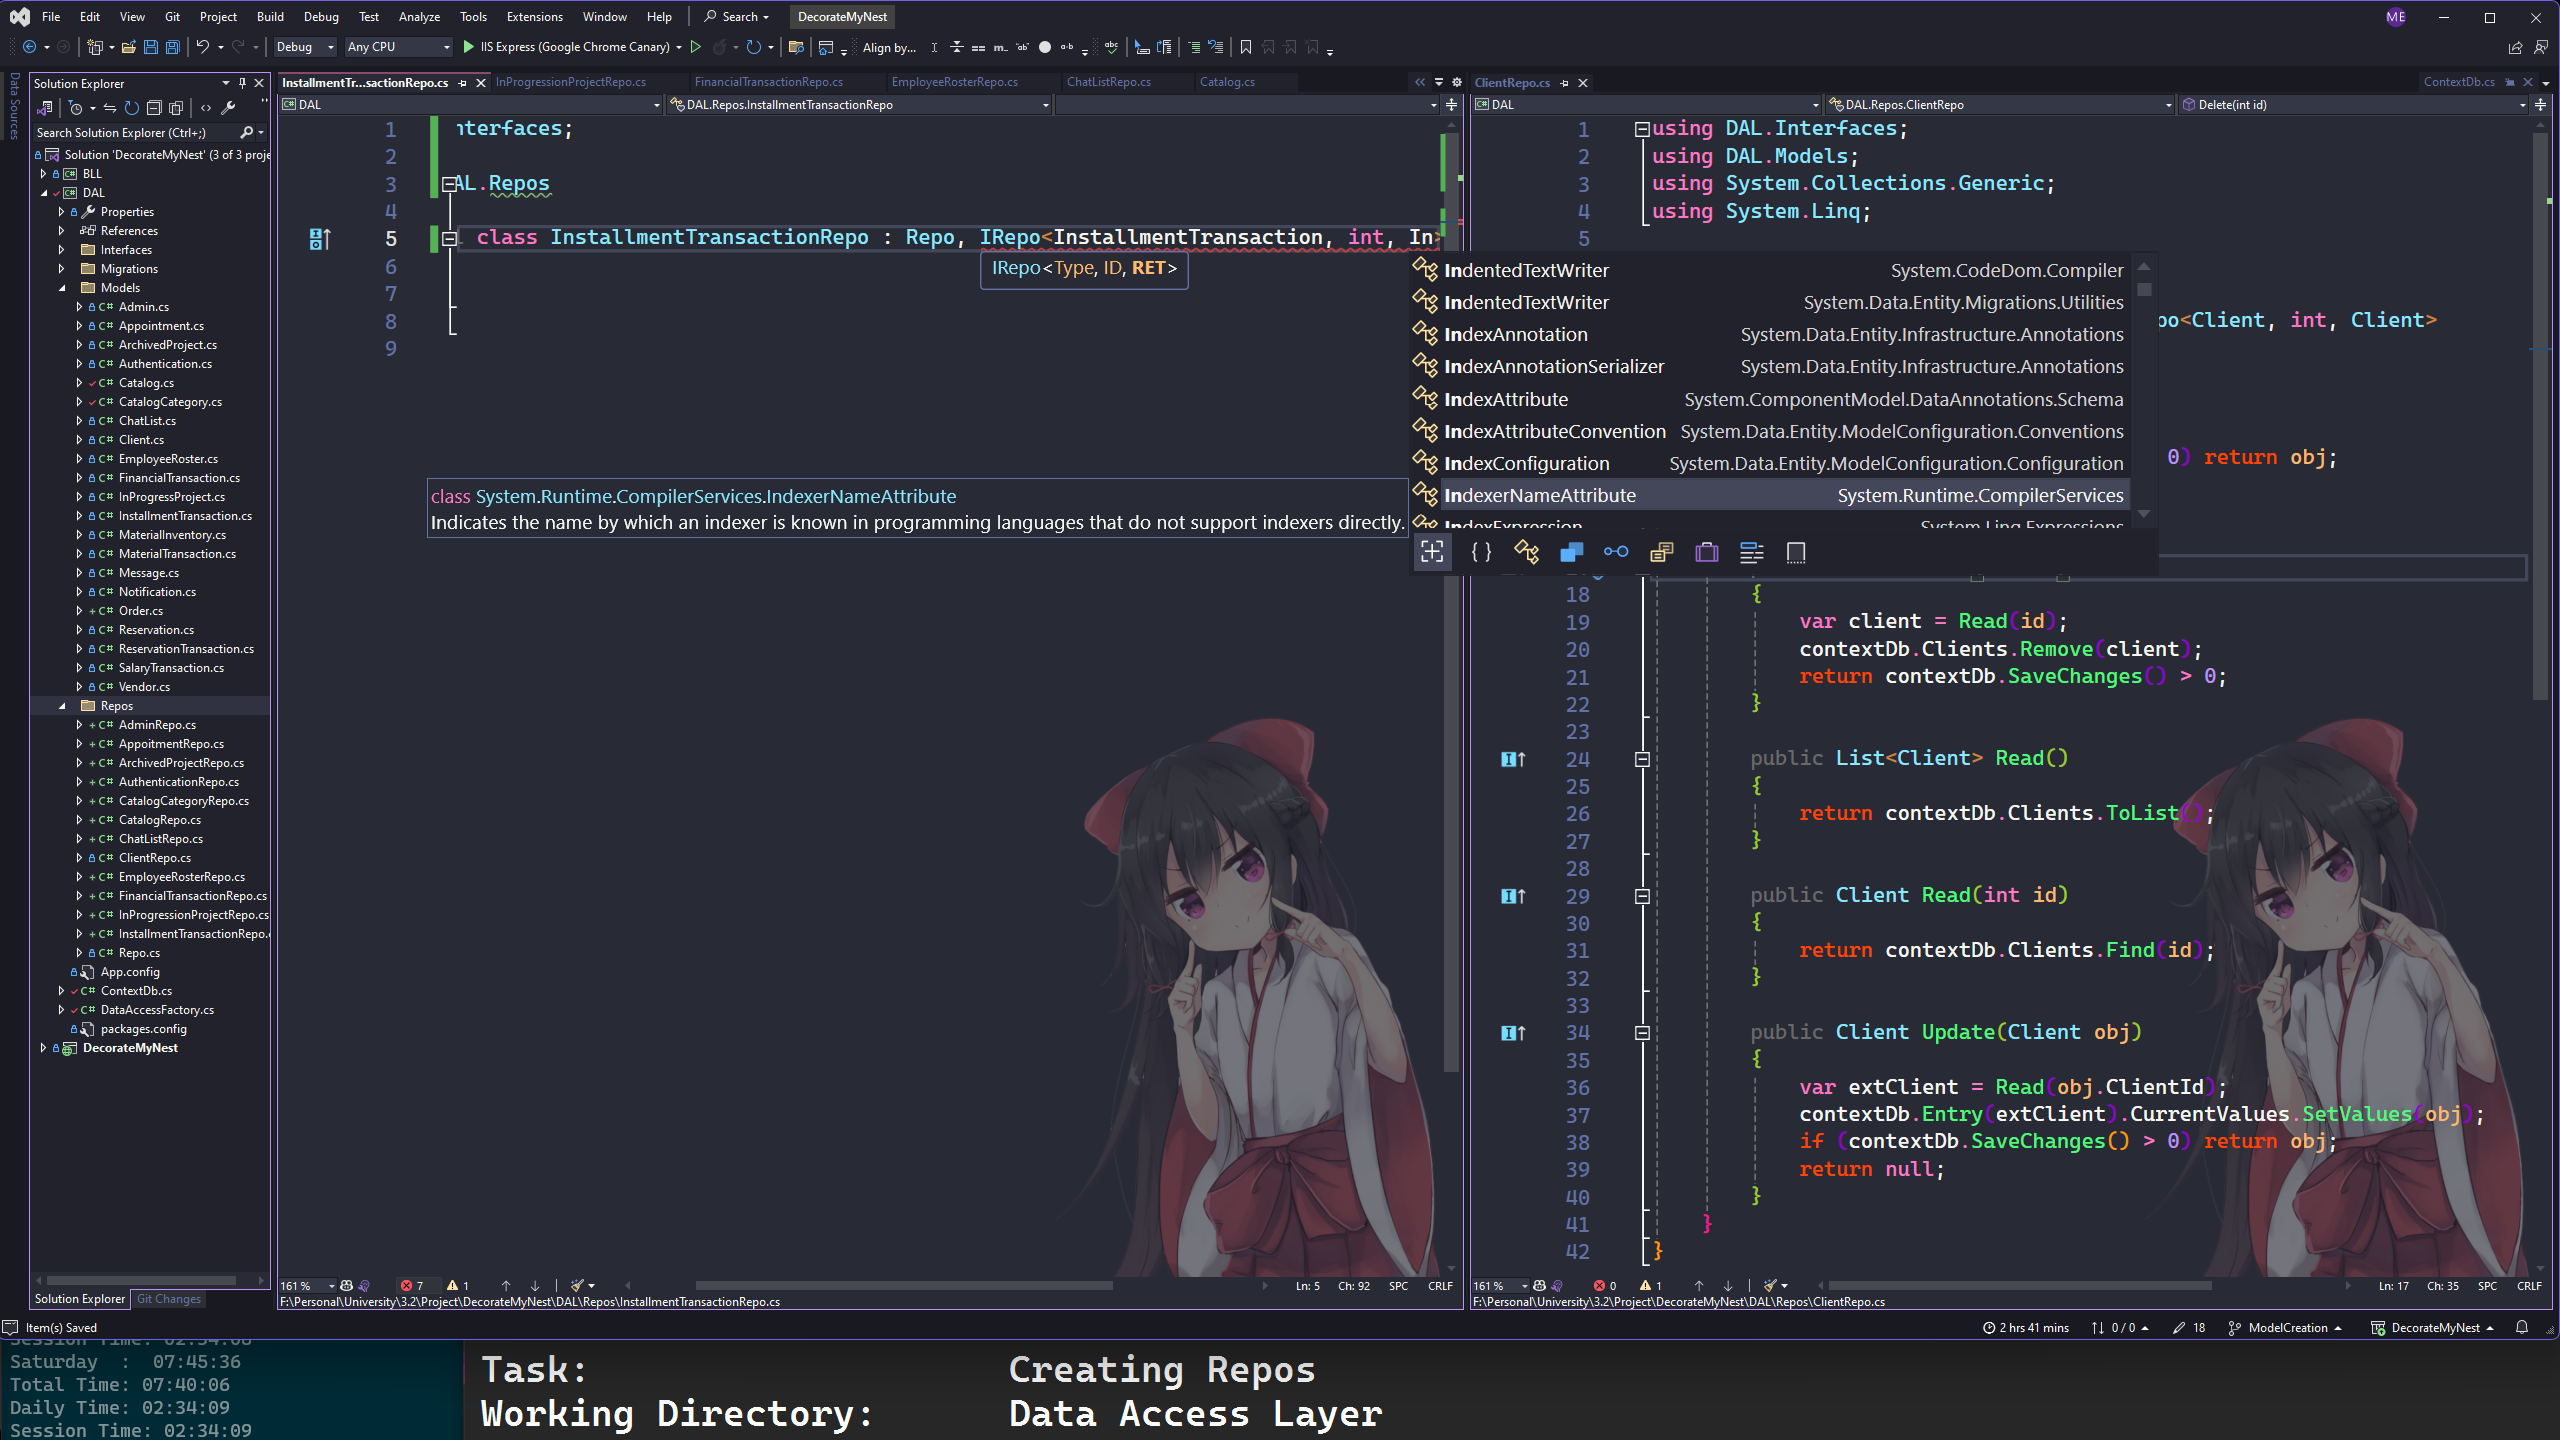 File Edit View Git Project Build Debug Test Analyze Tools Extensions Window Help Search DecorateMyNest ME
Debug Any CPU IIS Express (Google Chrome Canary) Align by...
Data Sources
Solution Explorer
Search Solution Explorer (Ctrl+;)
Solution 'DecorateMyNest' (3 of 3 proje
BLL
DAL
Properties
References
Interfaces
Migrations
Models
C# Admin.cs
C# Appointment.cs
C# ArchivedProject.cs
C# Authentication.cs
C# Catalog.cs
C# CatalogCategory.cs
C# ChatList.cs
C# Client.cs
C# EmployeeRoster.cs
C# FinancialTransaction.cs
C# InProgressProject.cs
C# InstallmentTransaction.cs
C# MaterialInventory.cs
C# MaterialTransaction.cs
C# Message.cs
C# Notification.cs
C# Order.cs
C# Reservation.cs
C# ReservationTransaction.cs
C# SalaryTransaction.cs
C# Vendor.cs
Repos
C# AdminRepo.cs
C# AppoitmentRepo.cs
C# ArchivedProjectRepo.cs
C# AuthenticationRepo.cs
C# CatalogCategoryRepo.cs
C# CatalogRepo.cs
C# ChatListRepo.cs
C# ClientRepo.cs
C# EmployeeRosterRepo.cs
C# FinancialTransactionRepo.cs
C# InProgressionProjectRepo.cs
C# InstallmentTransactionRepo.
C# Repo.cs
App.config
C# ContextDb.cs
C# DataAccessFactory.cs
packages.config
DecorateMyNest
Solution Explorer Git Changes
InstallmentTr...sactionRepo.cs InProgressionProjectRepo.cs FinancialTransactionRepo.cs EmployeeRosterRepo.cs ChatListRepo.cs Catalog.cs
DAL DAL.Repos.InstallmentTransactionRepo
1 nterfaces;
2
3 AL.Repos
4
5 class InstallmentTransactionRepo : Repo, IRepo<InstallmentTransaction, int, In>
6
7
8
9
IRepo<Type, ID, RET>
IndentedTextWriter System.CodeDom.Compiler
IndentedTextWriter System.Data.Entity.Migrations.Utilities
IndexAnnotation System.Data.Entity.Infrastructure.Annotations
IndexAnnotationSerializer System.Data.Entity.Infrastructure.Annotations
IndexAttribute System.ComponentModel.DataAnnotations.Schema
IndexAttributeConvention System.Data.Entity.ModelConfiguration.Conventions
IndexConfiguration System.Data.Entity.ModelConfiguration.Configuration
IndexerNameAttribute System.Runtime.CompilerServices
IndexExpression System.Linq.Expressions
class System.Runtime.CompilerServices.IndexerNameAttribute
Indicates the name by which an indexer is known in programming languages that do not support indexers directly.
161 % 7 1 Ln: 5 Ch: 92 SPC CRLF
F:\Personal\University\3.2\Project\DecorateMyNest\DAL\Repos\InstallmentTransactionRepo.cs
ClientRepo.cs ContextDb.cs
DAL DAL.Repos.ClientRepo Delete(int id)
1 using DAL.Interfaces;
2 using DAL.Models;
3 using System.Collections.Generic;
4 using System.Linq;
5
po<Client, int, Client>
0) return obj;
18 {
19 var client = Read(id);
20 contextDb.Clients.Remove(client);
21 return contextDb.SaveChanges() > 0;
22 }
23
24 public List<Client> Read()
25 {
26 return contextDb.Clients.ToList();
27 }
28
29 public Client Read(int id)
30 {
31 return contextDb.Clients.Find(id);
32 }
33
34 public Client Update(Client obj)
35 {
36 var extClient = Read(obj.ClientId);
37 contextDb.Entry(extClient).CurrentValues.SetValues(obj);
38 if (contextDb.SaveChanges() > 0) return obj;
39 return null;
40 }
41 }
42 }
161 % 0 1 Ln: 17 Ch: 35 SPC CRLF
F:\Personal\University\3.2\Project\DecorateMyNest\DAL\Repos\ClientRepo.cs
Item(s) Saved 2 hrs 41 mins 0 / 0 18 ModelCreation DecorateMyNest
Session Time: 02:34:08
Saturday : 07:45:36
Total Time: 07:40:06
Daily Time: 02:34:09
Session Time: 02:34:09
Task: Creating Repos
Working Directory: Data Access Layer